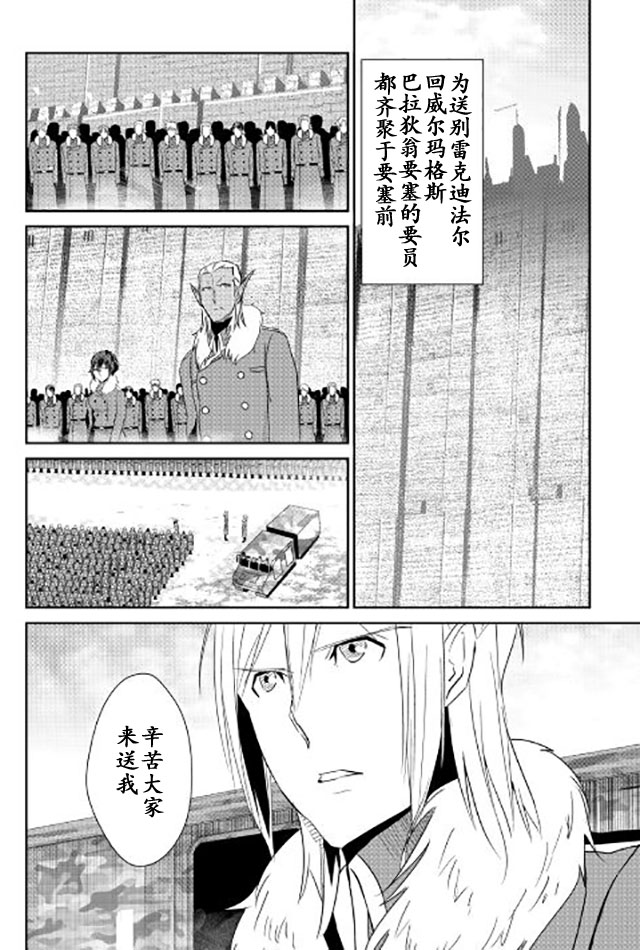 为送别雷克迪法尔
回威尔玛格斯
巴拉狄翁要塞的要员
都齐聚于要塞前
辛苦大家
来送我